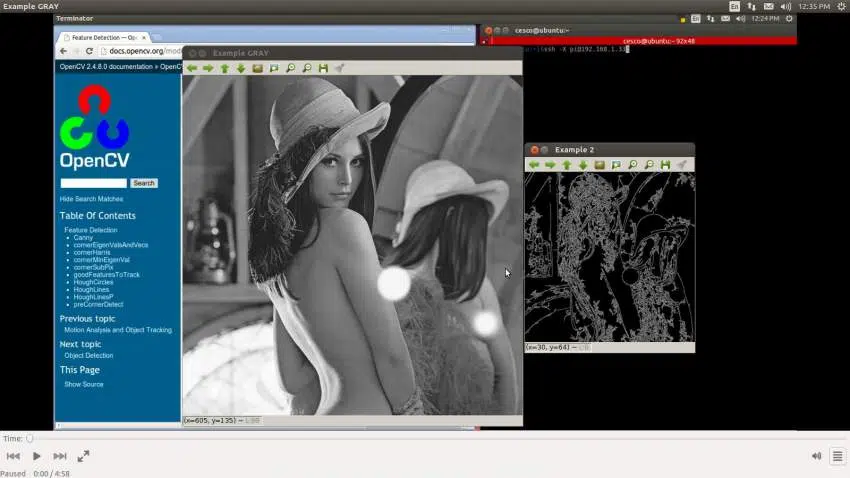 Example GRAY
En
12:35 PM
Terminator
En
12:24 PM
Feature Detection — Op
docs.opencv.org/mod
OpenCV 2.4.8.0 documentation » OpenCV
Example GRAY
cesco@ubuntu: ~
cesco@ubuntu: ~ 92x48
ssh -X pi@192.168.1.33
OpenCV
Search
Hide Search Matches
Table Of Contents
Feature Detection
Canny
cornerEigenValsAndVecs
cornerHarris
cornerMinEigenVal
cornerSubPix
goodFeaturesToTrack
HoughCircles
HoughLines
HoughLinesP
preCornerDetect
Previous topic
Motion Analysis and Object Tracking
Next topic
Object Detection
This Page
Show Source
Example 2
(x=605, y=135) ~
(x=30, y=64) ~
Time:
Paused 0:00 / 4:58